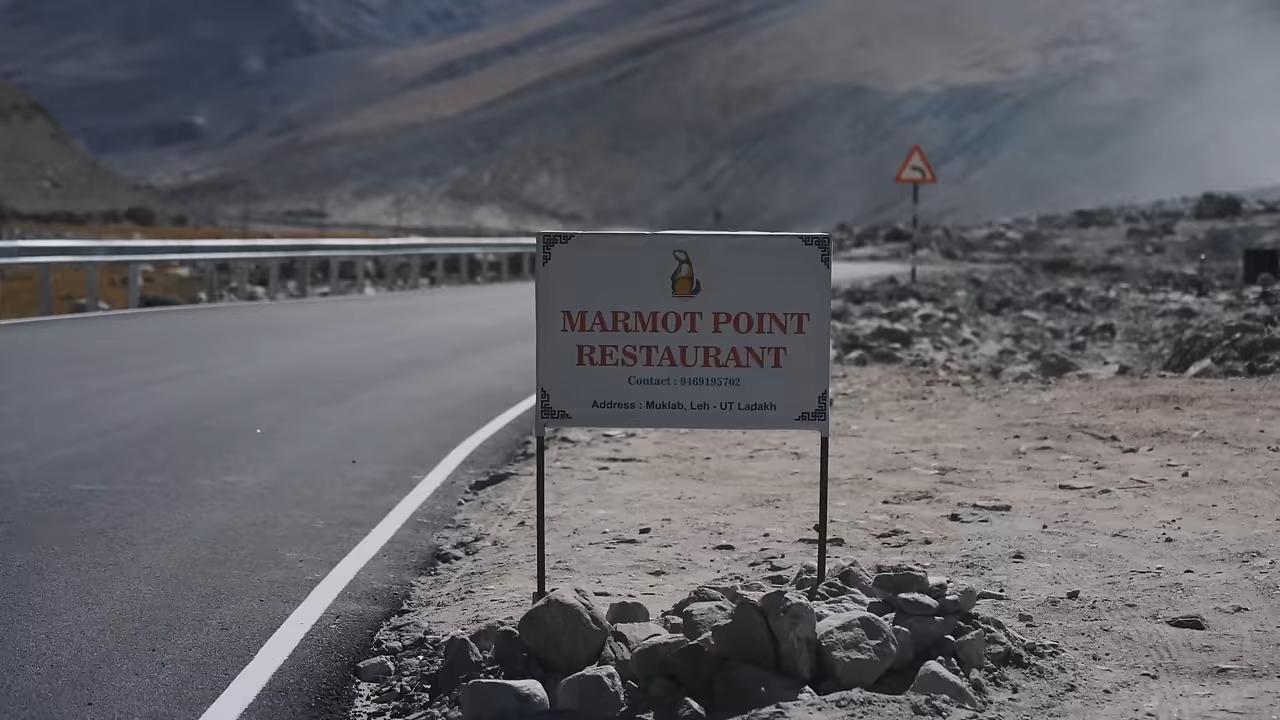 MARMOT POINT
RESTAURANT
Contact : 9469195702
Address : Muklab, Leh - UT Ladakh